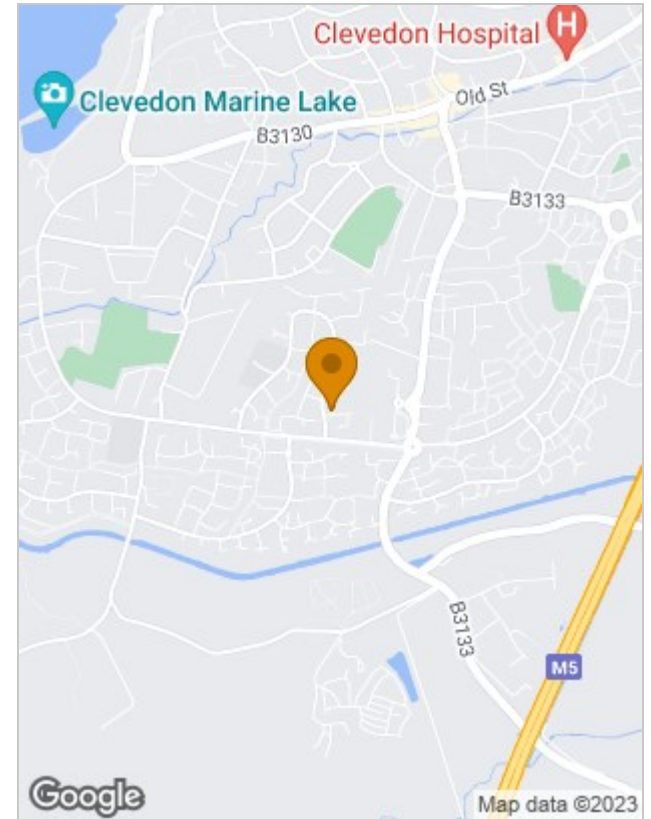 Clevedon Hospital
H
Clevedon Marine Lake
Old St
B3130
B3133
B3133
M5
Google
Map data ©2023